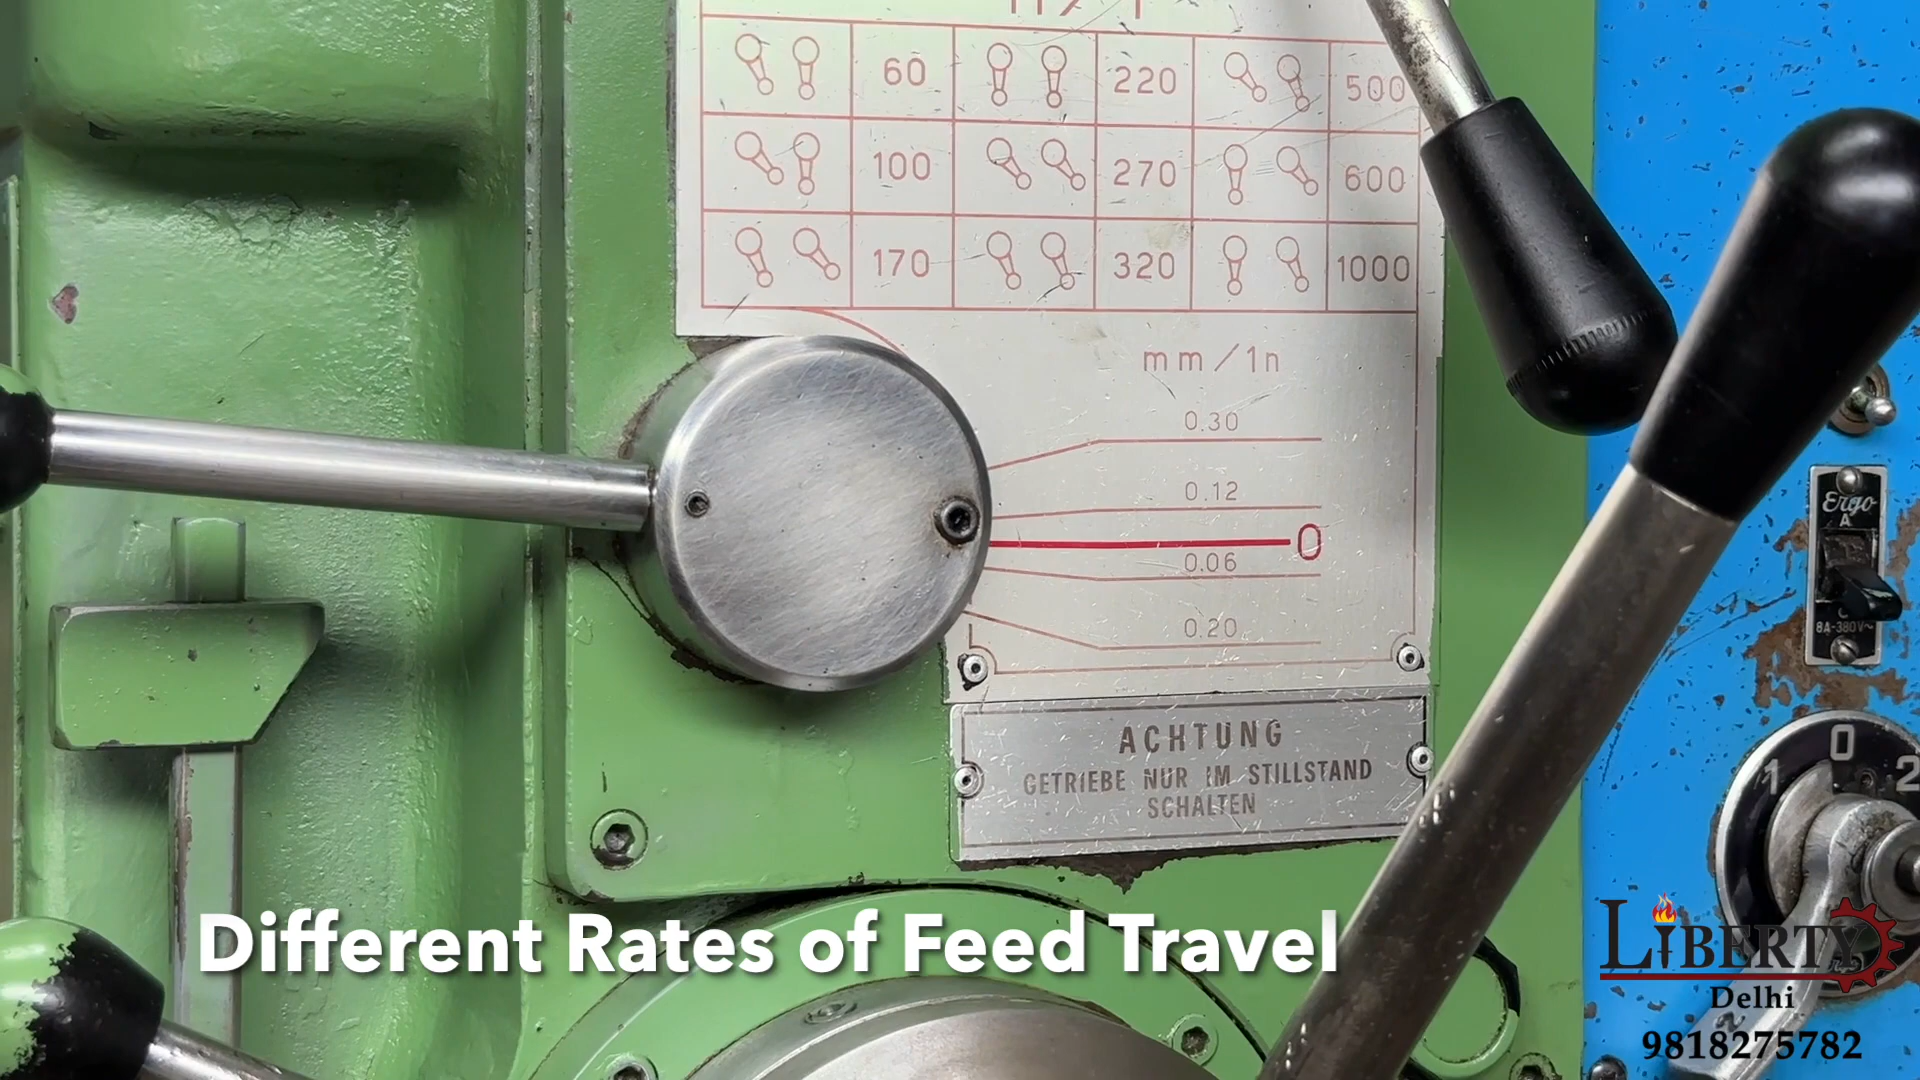 60 220 500
100 270 600
170 320 1000
mm/1n
0.30
0.12
0
0.06
0.20
ACHTUNG
GETRIEBE NUR IM STILLSTAND
SCHALTEN
Ergo
A
8A-380V~
0
1 2
Different Rates of Feed Travel
LIBERTY
Delhi
9818275782